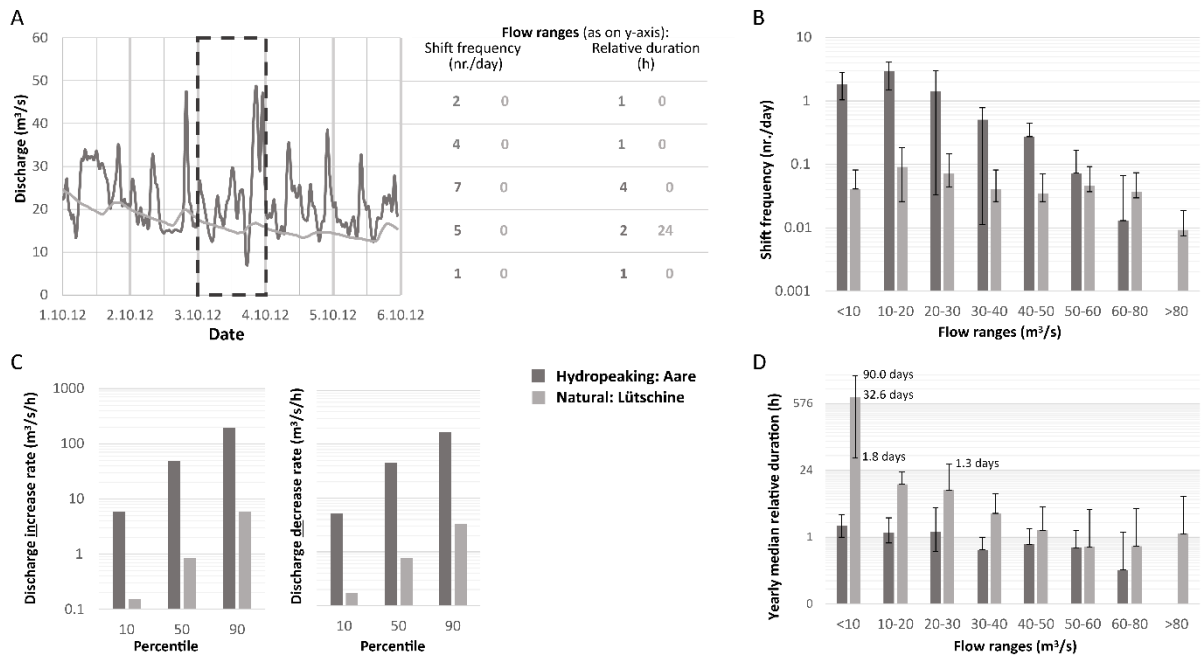 A
Flow ranges (as on y-axis):
Shift frequency
(nr./day)
Relative duration
(h)
Discharge (m³/s)
60
50
40
30
20
10
0
1.10.12 2.10.12 3.10.12 4.10.12 5.10.12 6.10.12
Date
2 0 1 0
4 0 1 0
7 0 4 0
5 0 2 24
1 0 1 0
B
Shift frequency (nr./day)
10
1
0.1
0.01
0.001
<10 10-20 20-30 30-40 40-50 50-60 60-80 >80
Flow ranges (m³/s)
C
Discharge increase rate (m³/s/h)
1000
100
10
1
0.1
10 50 90
Percentile
Discharge decrease rate (m³/s/h)
10 50 90
Percentile
Hydropeaking: Aare
Natural: Lütschine
D
Yearly median relative duration (h)
576
24
1
0
90.0 days
32.6 days
1.8 days
1.3 days
<10 10-20 20-30 30-40 40-50 50-60 60-80 >80
Flow ranges (m³/s)